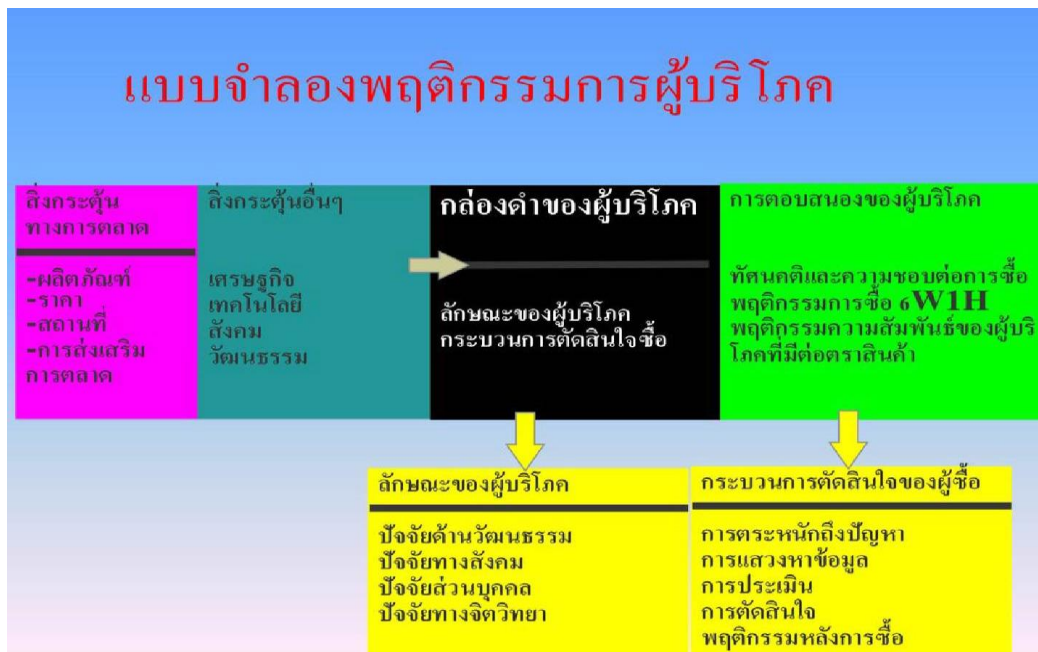 แบบจำลองพฤติกรรมการผู้บริโภค
สิ่งกระตุ้น
ทางการตลาด
-ผลิตภัณฑ์
-ราคา
-สถานที่
-การส่งเสริม
การตลาด
สิ่งกระตุ้นอื่นๆ
เศรษฐกิจ
เทคโนโลยี
สังคม
วัฒนธรรม
กล่องดำของผู้บริโภค
ลักษณะของผู้บริโภค
กระบวนการตัดสินใจซื้อ
การตอบสนองของผู้บริโภค
ทัศนคติและความชอบต่อการซื้อ
พฤติกรรมการซื้อ 6W1H
พฤติกรรมความสัมพันธ์ของผู้บริ
โภคที่มีต่อตราสินค้า
ลักษณะของผู้บริโภค
ปัจจัยด้านวัฒนธรรม
ปัจจัยทางสังคม
ปัจจัยส่วนบุคคล
ปัจจัยทางจิตวิทยา
กระบวนการตัดสินใจของผู้ซื้อ
การตระหนักถึงปัญหา
การแสวงหาข้อมูล
การประเมิน
การตัดสินใจ
พฤติกรรมหลังการซื้อ